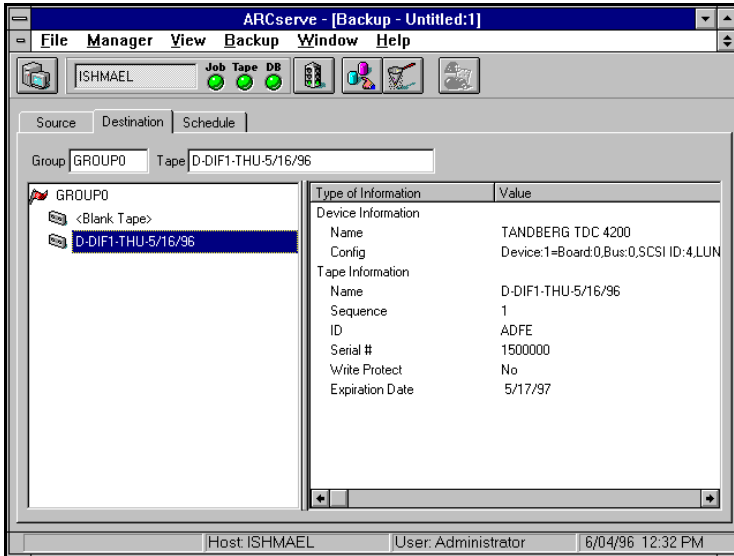 ARCserve - [Backup - Untitled:1]
File Manager View Backup Window Help
ISHMAEL Job Tape DB
Source Destination Schedule
Group GROUP0 Tape D-DIF1-THU-5/16/96
GROUP0
<Blank Tape>
D-DIF1-THU-5/16/96
Type of Information Value
Device Information
Name TANDBERG TDC 4200
Config Device:1=Board:0,Bus:0,SCSI ID:4,LUN
Tape Information
Name D-DIF1-THU-5/16/96
Sequence 1
ID ADFE
Serial # 1500000
Write Protect No
Expiration Date 5/17/97
Host: ISHMAEL User: Administrator 6/04/96 12:32 PM